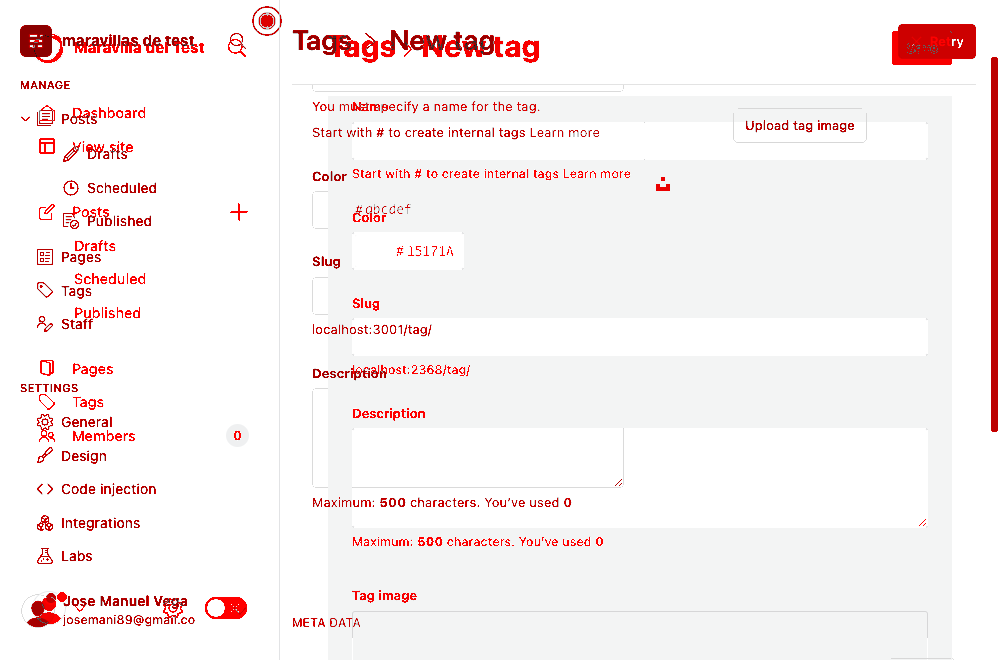 maravillas de test
Maravilla del Test
Tags > New tag
Tags > New tag
Retry
MANAGE
Dashboard
Posts
View site
Drafts
Scheduled
Posts
Published
Drafts
Pages
Scheduled
Tags
Published
Staff
Pages
SETTINGS
Tags
General
Members
0
Design
Code injection
Integrations
Labs
Jose Manuel Vega
josemani89@gmail.co
You must specify a name for the tag.
Name
Upload tag image
Start with # to create internal tags Learn more
Start with # to create internal tags Learn more
Color
# abcdef
Color
# 15171A
Slug
Slug
localhost:3001/tag/
localhost:2368/tag/
Description
Description
Maximum: 500 characters. You've used 0
Maximum: 500 characters. You've used 0
Tag image
META DATA